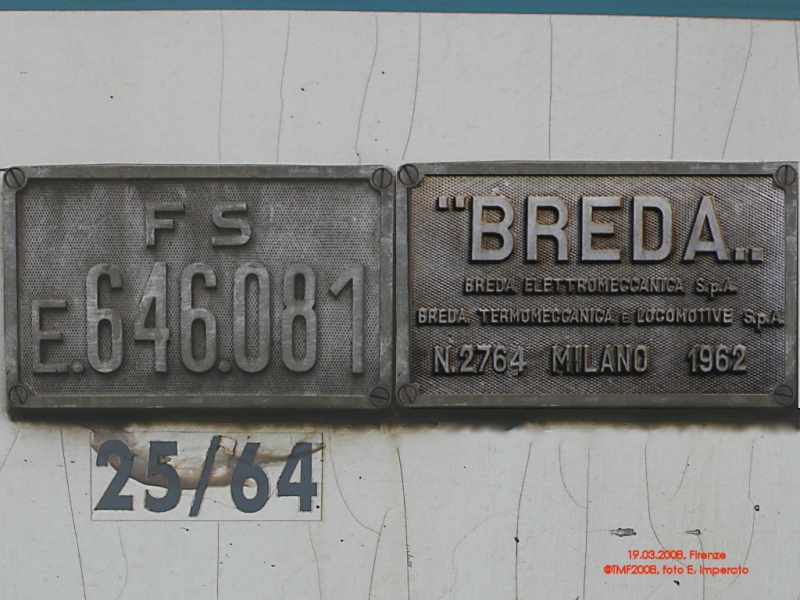 FS
E.646.081
"BREDA„
BREDA ELETTROMECCANICA S.p.A.
BREDA TERMOMECCANICA E LOCOMOTIVE S.p.A.
N.2764 MILANO 1962
25/64
19.03.2008, Firenze
©TMF2008, foto E. Imperato